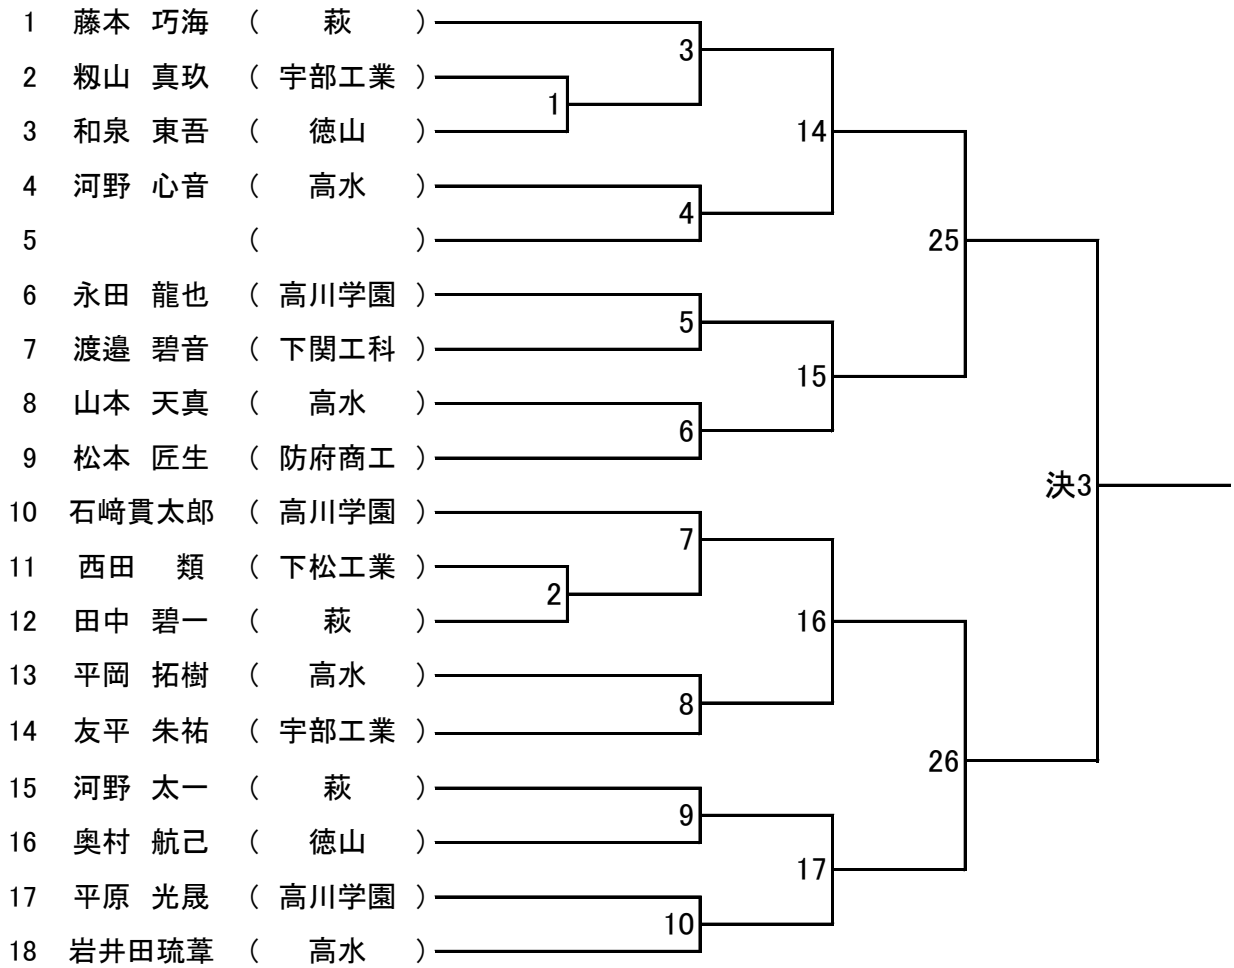 1 藤本 巧海 ( 萩 )
3
2 籾山 真玖 ( 宇部工業 )
1
3 和泉 東吾 ( 徳山 )
14
4 河野 心音 ( 高水 )
4
5 ( )
25
6 永田 龍也 ( 高川学園 )
5
7 渡邉 碧音 ( 下関工科 )
15
8 山本 天真 ( 高水 )
6
9 松本 匠生 ( 防府商工 )
決3
10 石﨑貫太郎 ( 高川学園 )
7
11 西田 類 ( 下松工業 )
2
12 田中 碧一 ( 萩 )
16
13 平岡 拓樹 ( 高水 )
8
14 友平 朱祐 ( 宇部工業 )
26
15 河野 太一 ( 萩 )
9
16 奥村 航己 ( 徳山 )
17
17 平原 光晟 ( 高川学園 )
10
18 岩井田琉葦 ( 高水 )